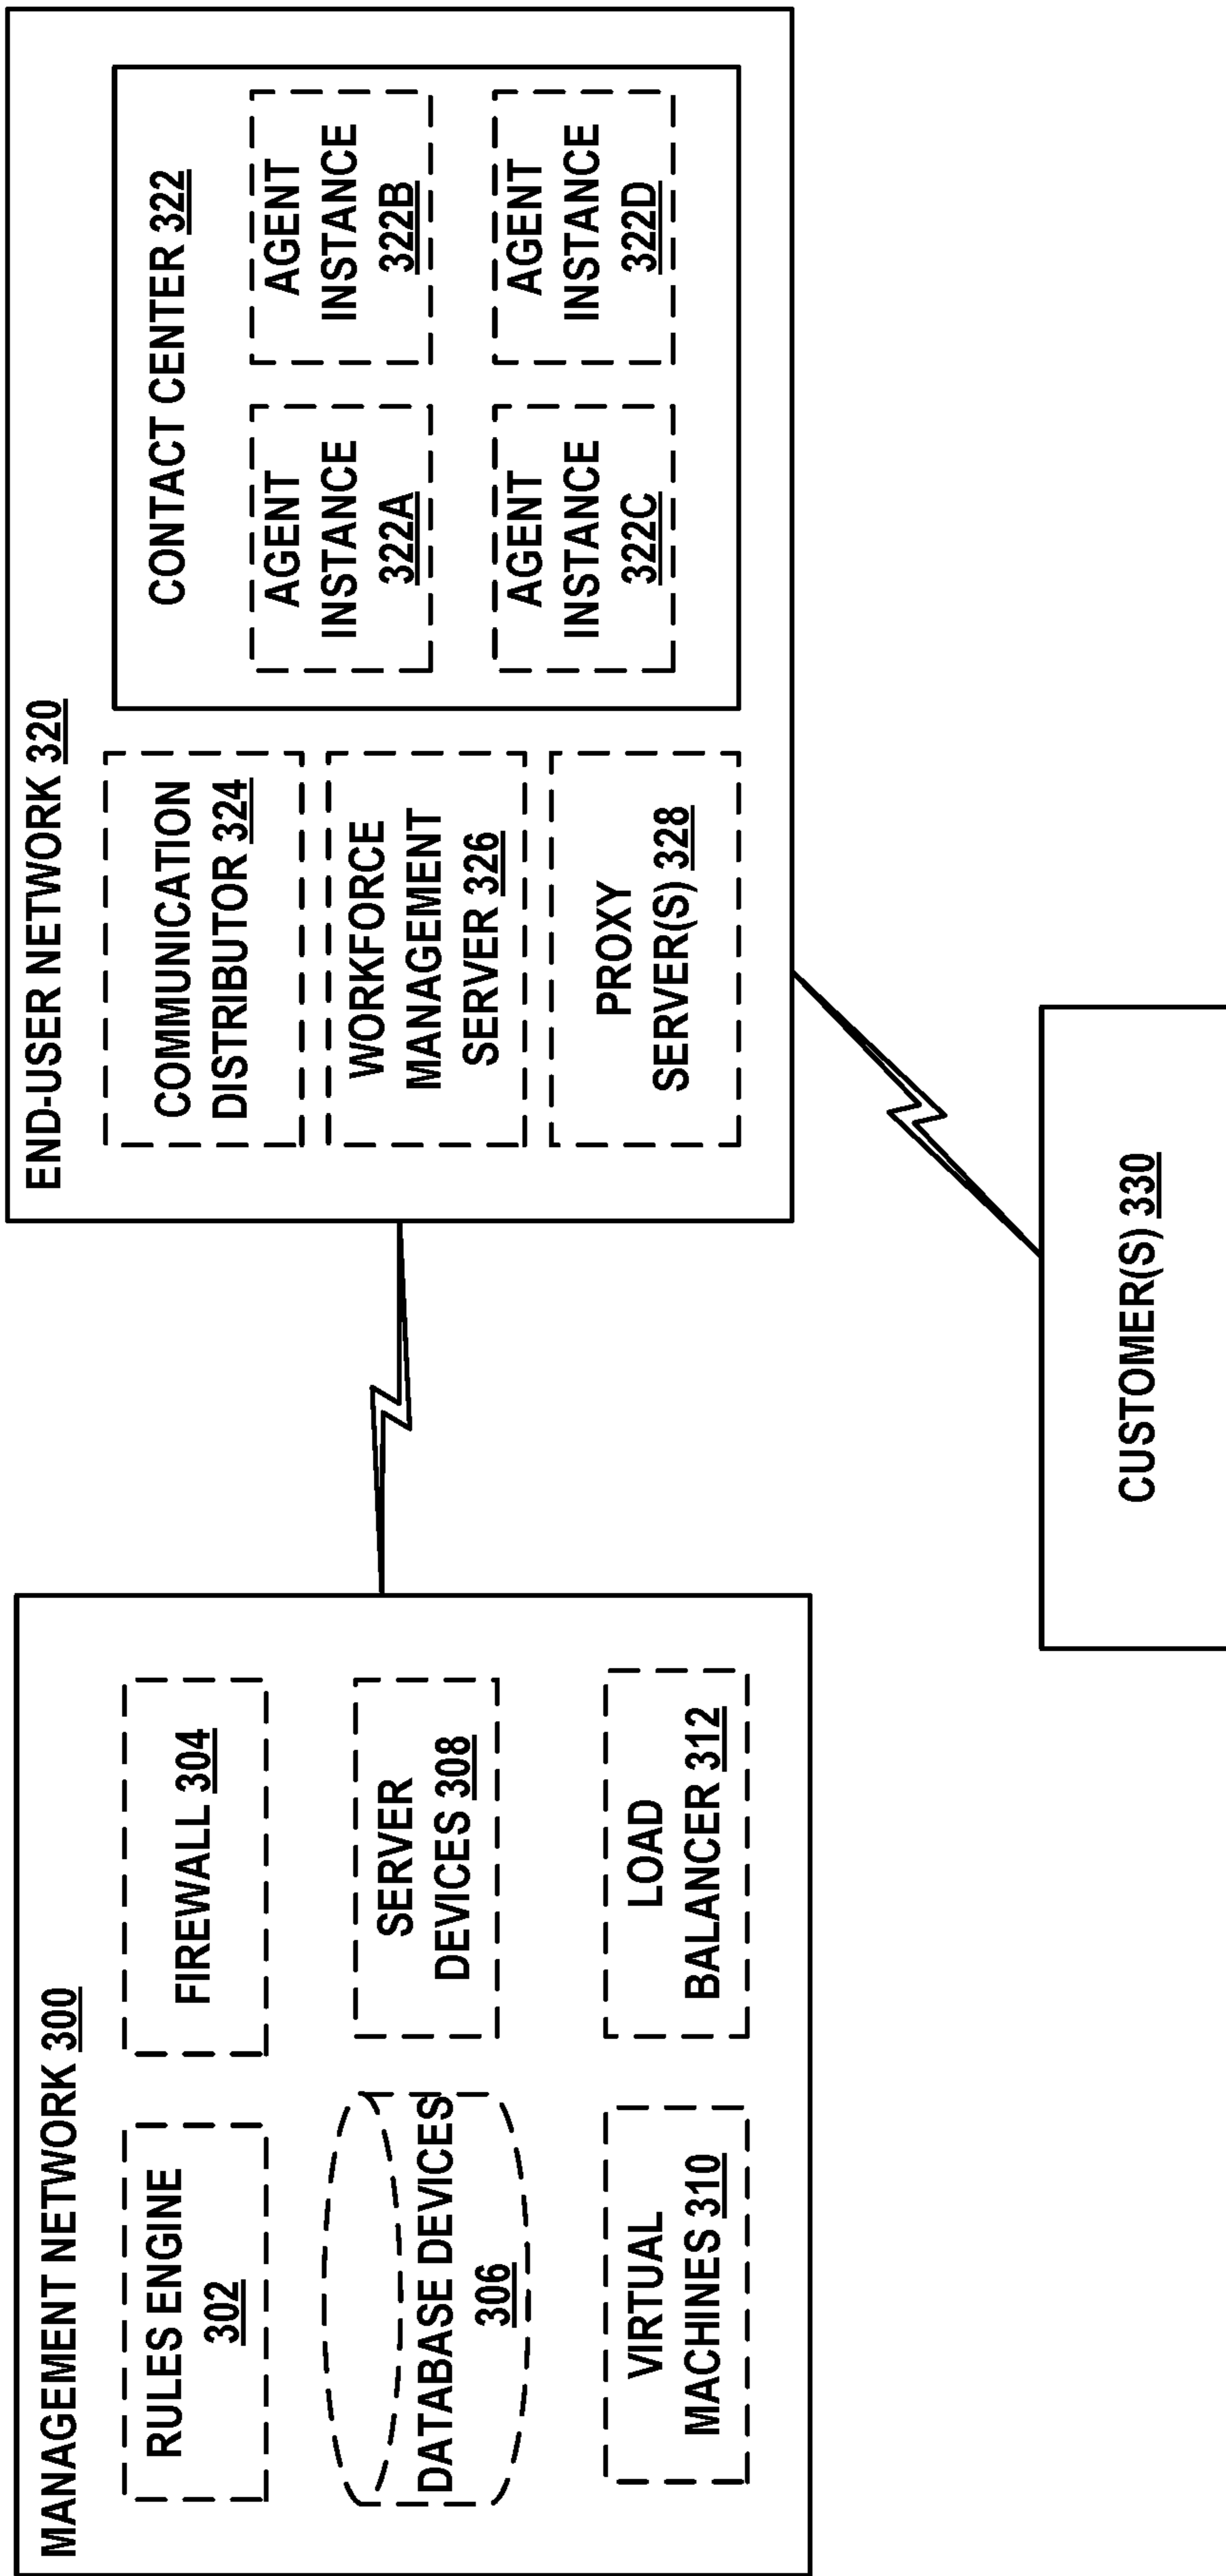 MANAGEMENT NETWORK 300
RULES ENGINE
302
FIREWALL 304
DATABASE DEVICES
306
SERVER
DEVICES 308
VIRTUAL
MACHINES 310
LOAD
BALANCER 312
END-USER NETWORK 320
COMMUNICATION
DISTRIBUTOR 324
WORKFORCE
MANAGEMENT
SERVER 326
PROXY
SERVER(S) 328
CONTACT CENTER 322
AGENT
INSTANCE
322A
AGENT
INSTANCE
322B
AGENT
INSTANCE
322C
AGENT
INSTANCE
322D
CUSTOMER(S) 330